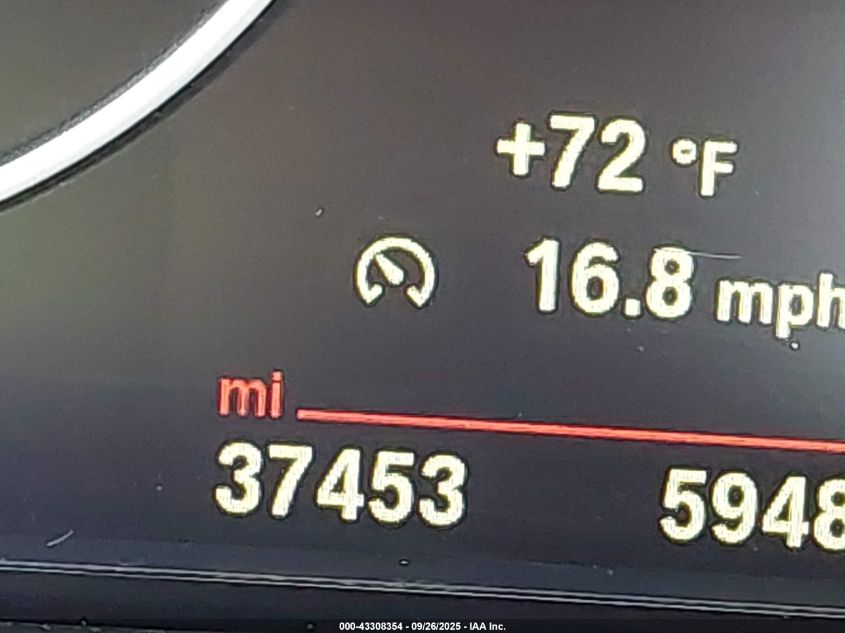 +72 °F
16.8 mph
mi
37453 5948
000-43308354 - 09/26/2025 - IAA Inc.